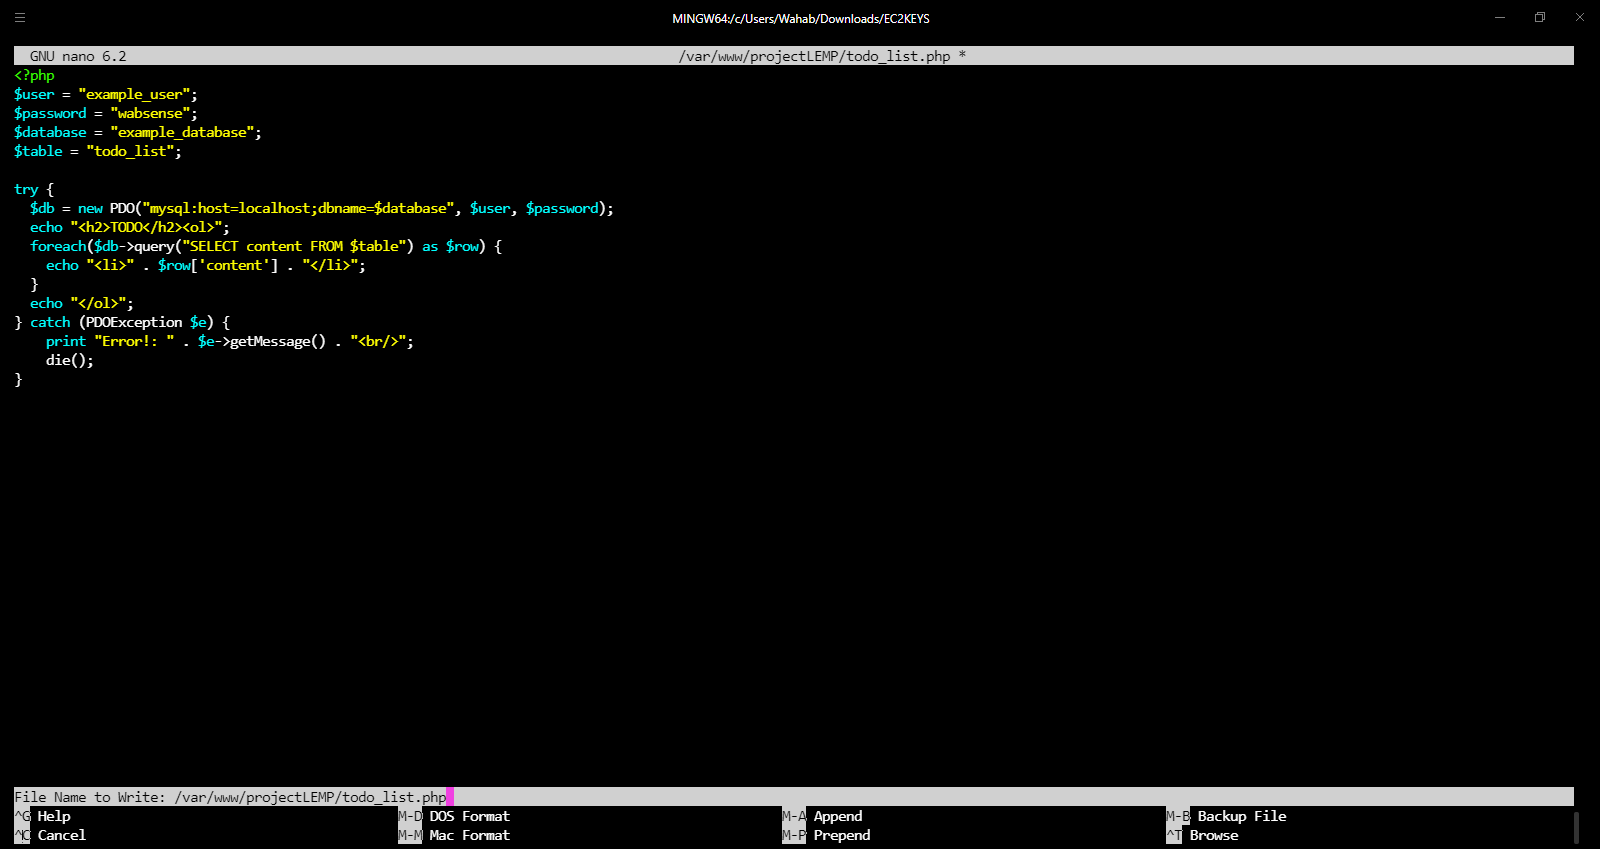 MINGW64:/c/Users/Wahab/Downloads/EC2KEYS
GNU nano 6.2 /var/www/projectLEMP/todo_list.php *
<?php
$user = "example_user";
$password = "wabsense";
$database = "example_database";
$table = "todo_list";
try {
  $db = new PDO("mysql:host=localhost;dbname=$database", $user, $password);
  echo "<h2>TODO</h2><ol>";
  foreach($db->query("SELECT content FROM $table") as $row) {
    echo "<li>" . $row['content'] . "</li>";
  }
  echo "</ol>";
} catch (PDOException $e) {
    print "Error!: " . $e->getMessage() . "<br/>";
    die();
}
File Name to Write: /var/www/projectLEMP/todo_list.php
^G Help M-D DOS Format M-A Append M-B Backup File
^C Cancel M-M Mac Format M-P Prepend ^T Browse